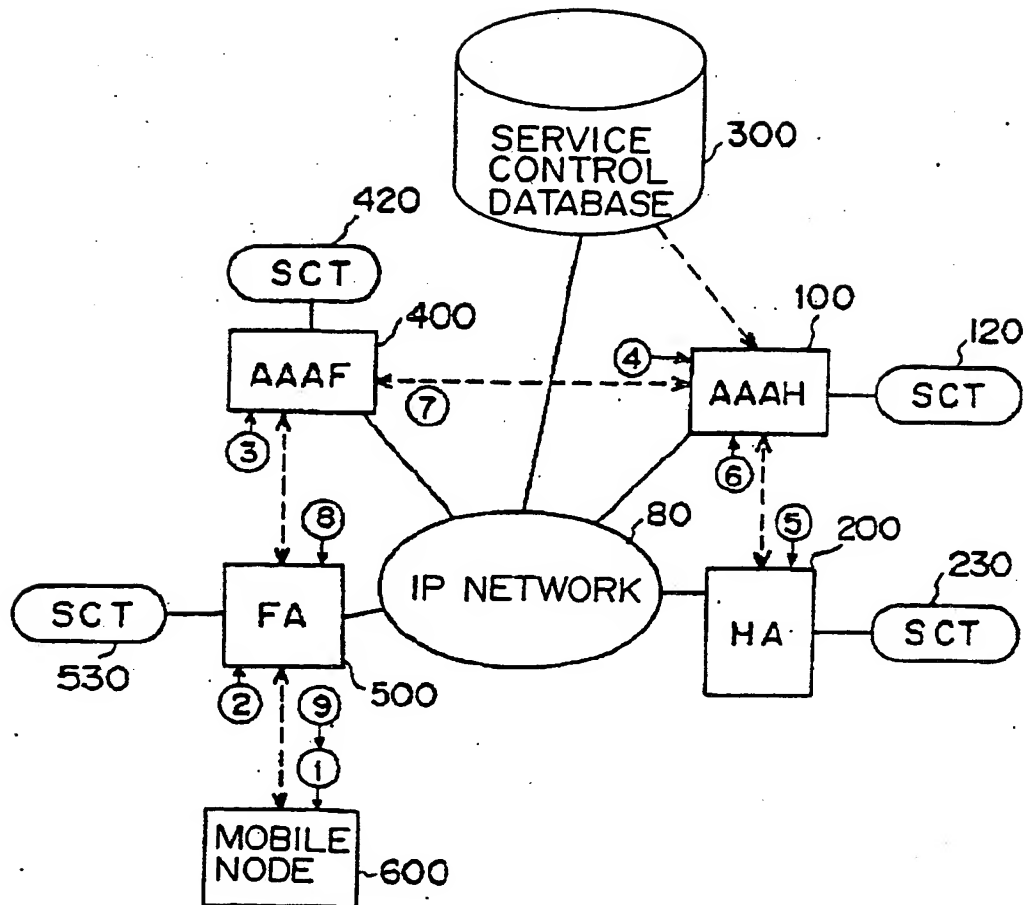 SERVICE
CONTROL
DATABASE
300
420
SCT
400
AAAF
100
④
AAAH
120
SCT
⑦
③
⑥
⑧
80
⑤
200
IP NETWORK
230
SCT
FA
HA
SCT
530
②
⑨
500
①
MOBILE
NODE
600